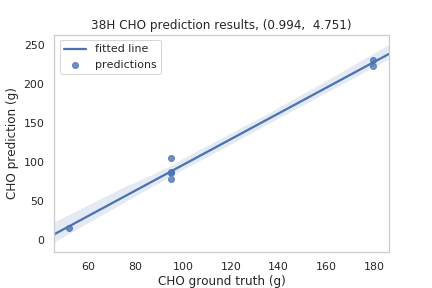 38H CHO prediction results, (0.994, 4.751)
fitted line
predictions
CHO prediction (g)
250
200
150
100
50
0
60 80 100 120 140 160 180
CHO ground truth (g)